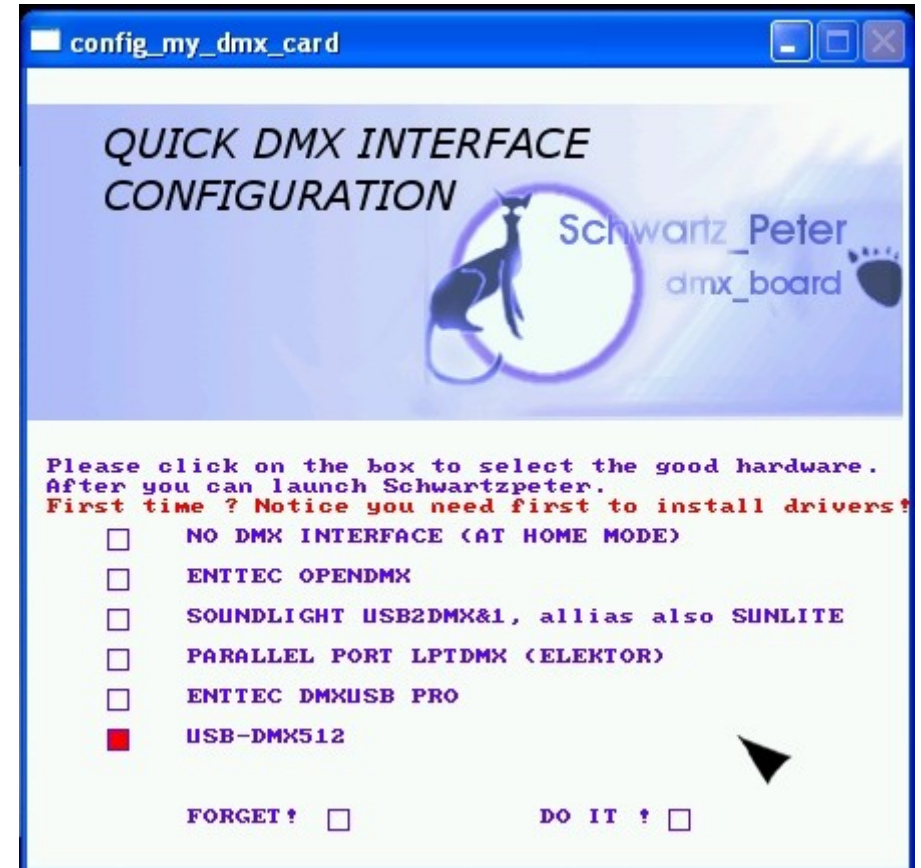 config_my_dmx_card
QUICK DMX INTERFACE
CONFIGURATION
Schwartz_Peter
dmx_board
Please click on the box to select the good hardware.
After you can launch Schwartzpeter.
First time ? Notice you need first to install drivers!
NO DMX INTERFACE (AT HOME MODE)
ENTTEC OPENDMX
SOUNDLIGHT USB2DMX&1, allias also SUNLITE
PARALLEL PORT LPTDMX (ELEKTOR)
ENTTEC DMXUSB PRO
USB-DMX512
FORGET! DO IT !